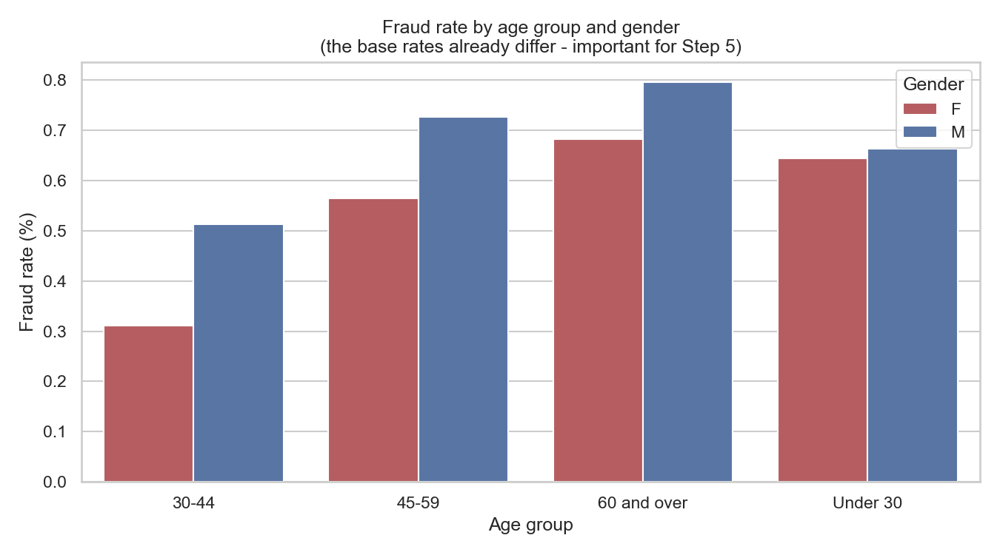 Fraud rate by age group and gender
(the base rates already differ - important for Step 5)
Gender
F
M
Fraud rate (%)
0.8
0.7
0.6
0.5
0.4
0.3
0.2
0.1
0.0
30-44
45-59
60 and over
Under 30
Age group